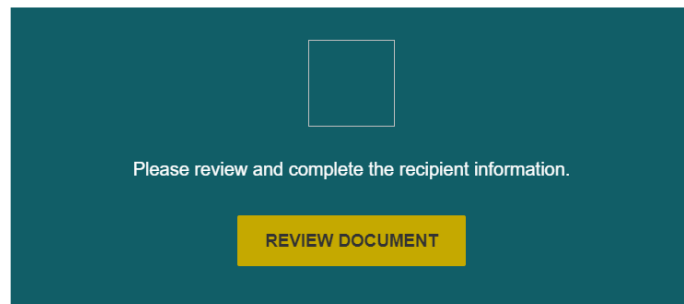 Please review and complete the recipient information.
REVIEW DOCUMENT